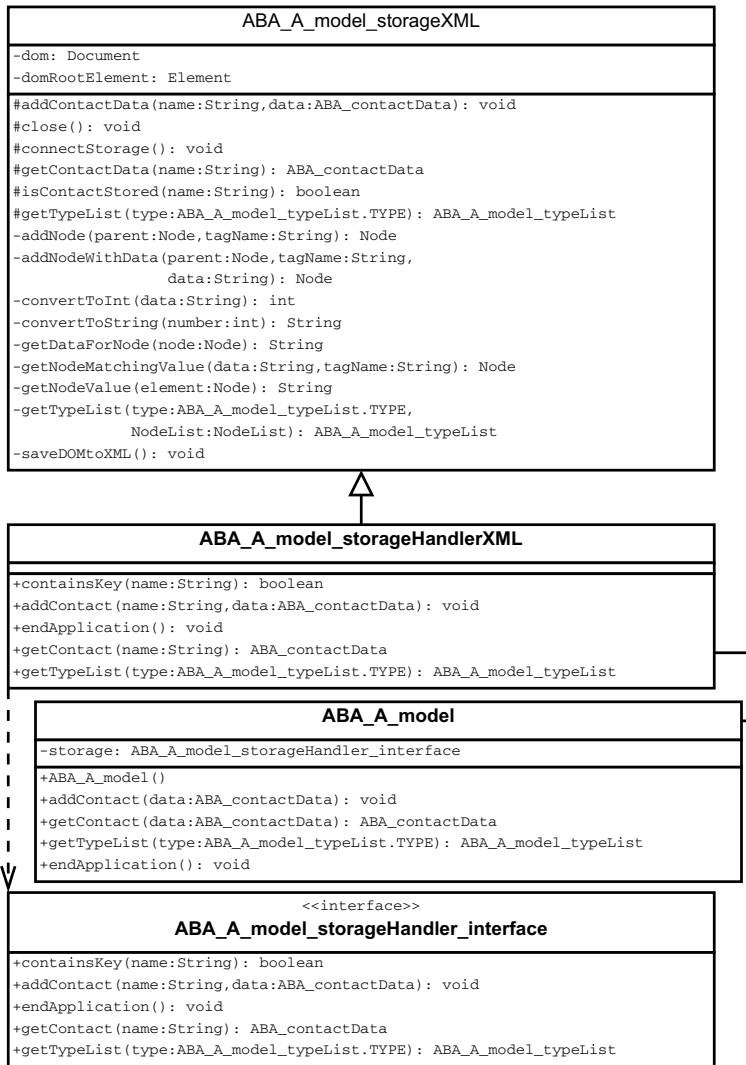 ABA_A_model_storageXML
-dom: Document
-domRootElement: Element
#addContactData(name:String,data:ABA_contactData): void
#close(): void
#connectStorage(): void
#getContactData(name:String): ABA_contactData
#isContactStored(name:String): boolean
#getTypeList(type:ABA_A_model_typeList.TYPE): ABA_A_model_typeList
-addNode(parent:Node,tagName:String): Node
-addNodeWithData(parent:Node,tagName:String,
data:String): Node
-convertToInt(data:String): int
-convertToString(number:int): String
-getDataForNode(node:Node): String
-getNodeMatchingValue(data:String,tagName:String): Node
-getNodeValue(element:Node): String
-getTypeList(type:ABA_A_model_typeList.TYPE,
NodeList:NodeList): ABA_A_model_typeList
-saveDOMtoXML(): void
ABA_A_model_storageHandlerXML
+containsKey(name:String): boolean
+addContact(name:String,data:ABA_contactData): void
+endApplication(): void
+getContact(name:String): ABA_contactData
+getTypeList(type:ABA_A_model_typeList.TYPE): ABA_A_model_typeList
ABA_A_model
-storage: ABA_A_model_storageHandler_interface
+ABA_A_model()
+addContact(data:ABA_contactData): void
+getContact(data:ABA_contactData): ABA_contactData
+getTypeList(type:ABA_A_model_typeList.TYPE): ABA_A_model_typeList
+endApplication(): void
<<interface>>
ABA_A_model_storageHandler_interface
+containsKey(name:String): boolean
+addContact(name:String,data:ABA_contactData): void
+endApplication(): void
+getContact(name:String): ABA_contactData
+getTypeList(type:ABA_A_model_typeList.TYPE): ABA_A_model_typeList